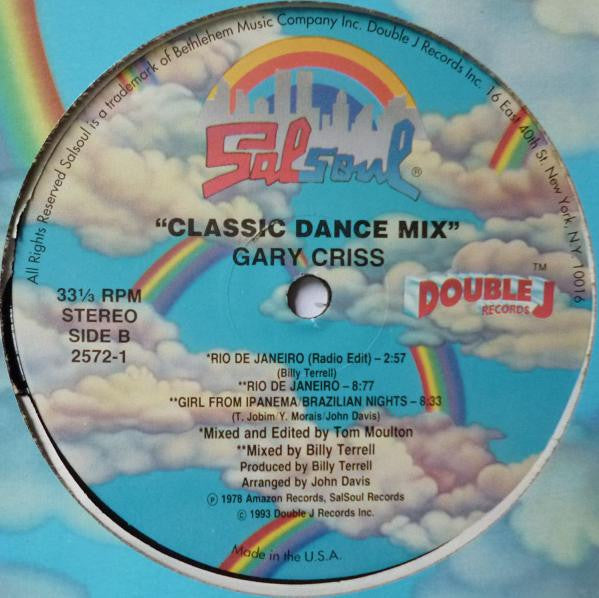 All Rights Reserved Salsoul is a trademark of Bethlehem Music Company Inc. Double J Records Inc. 16 East 40th St. New York, N.Y. 10016
Salsoul®
"CLASSIC DANCE MIX"
GARY CRISS
33⅓ RPM
STEREO
SIDE B
2572-1
DOUBLE J™
RECORDS
*RIO DE JANEIRO (Radio Edit) – 2:57
(Billy Terrell)
**RIO DE JANEIRO – 8:77
**GIRL FROM IPANEMA/BRAZILIAN NIGHTS – 8:33
(T. Jobim/Y. Morais/John Davis)
*Mixed and Edited by Tom Moulton
**Mixed by Billy Terrell
Produced by Billy Terrell
Arranged by John Davis
℗ 1978 Amazon Records, SalSoul Records
© 1993 Double J Records Inc.
Made in the U.S.A.